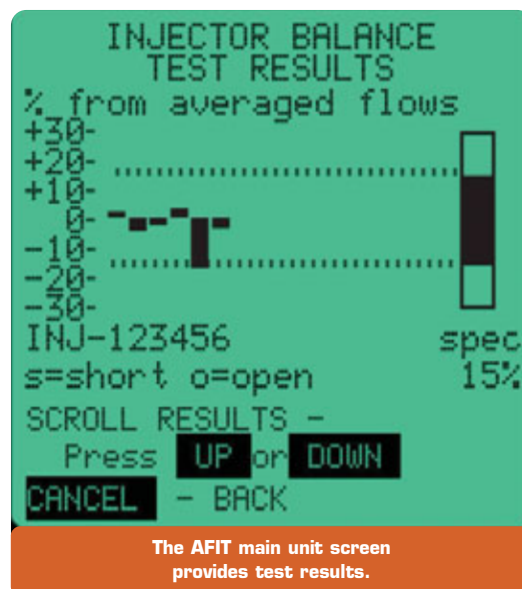 INJECTOR BALANCE
TEST RESULTS
% from averaged flows
+30-
+20-
+10-
0-
-10-
-20-
-30-
INJ-123456 spec
s=short o=open 15%
SCROLL RESULTS -
Press UP or DOWN
CANCEL - BACK
The AFIT main unit screen
provides test results.